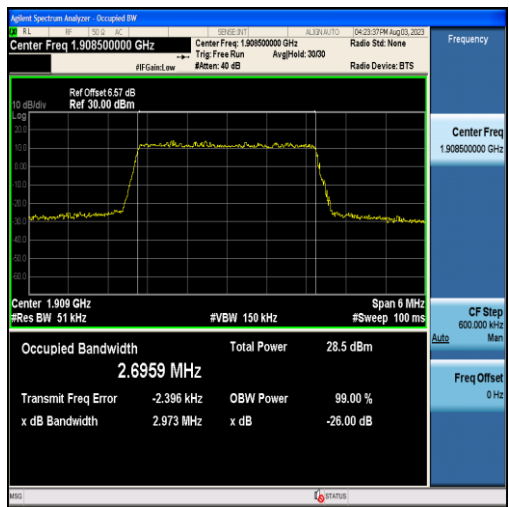 Agilent Spectrum Analyzer - Occupied BW
RL RF 50 Ω AC SENSE:INT ALIGN AUTO 04:23:37PM Aug 03, 2023
Center Freq 1.908500000 GHz
Center Freq: 1.908500000 GHz
Radio Std: None
Trig: Free Run Avg|Hold: 30/30
#IFGain:Low
#Atten: 40 dB
Radio Device: BTS
Frequency
Ref Offset 6.57 dB
10 dB/div Ref 30.00 dBm
Log
20.0
10.0
0.00
-10.0
-20.0
-30.0
-40.0
-50.0
-60.0
Center Freq
1.908500000 GHz
Center 1.909 GHz
Span 6 MHz
#Res BW 51 kHz
#VBW 150 kHz
#Sweep 100 ms
CF Step
600.000 kHz
Auto Man
Occupied Bandwidth
Total Power 28.5 dBm
2.6959 MHz
Transmit Freq Error -2.396 kHz OBW Power 99.00 %
x dB Bandwidth 2.973 MHz x dB -26.00 dB
Freq Offset
0 Hz
MSG
STATUS